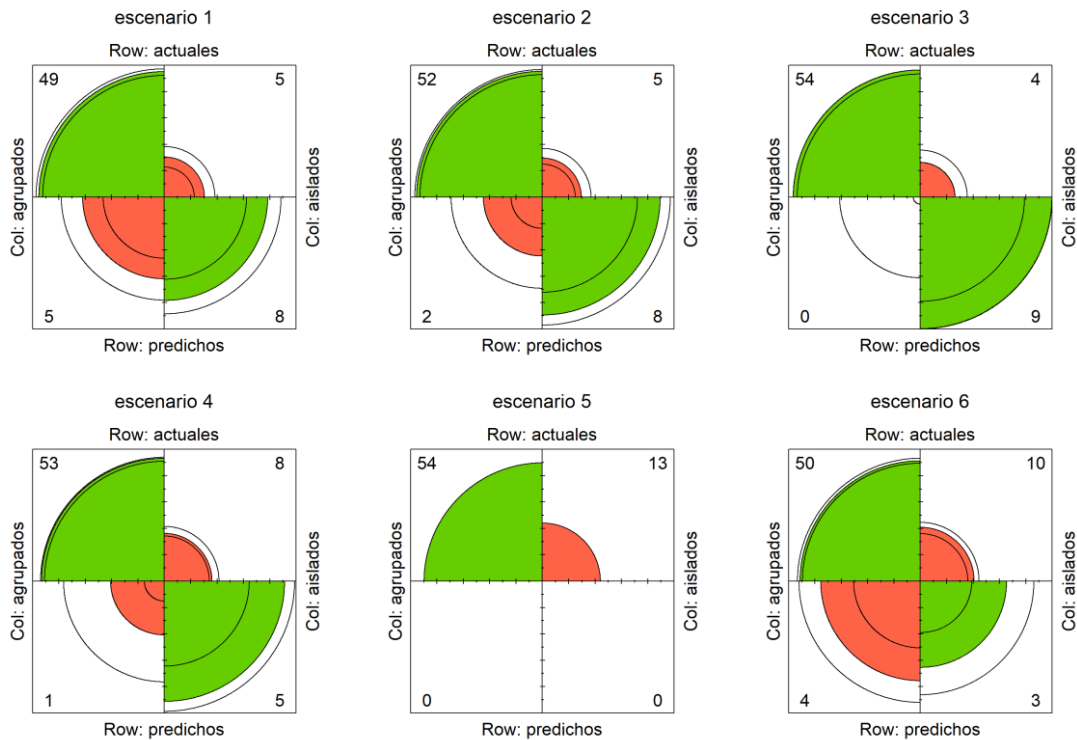 escenario 1
Row: actuales
49
5
Col: agrupados
Col: aislados
5
8
Row: predichos
escenario 2
Row: actuales
52
5
Col: agrupados
Col: aislados
2
8
Row: predichos
escenario 3
Row: actuales
54
4
Col: agrupados
Col: aislados
0
9
Row: predichos
escenario 4
Row: actuales
53
8
Col: agrupados
Col: aislados
1
5
Row: predichos
escenario 5
Row: actuales
54
13
Col: agrupados
Col: aislados
0
0
Row: predichos
escenario 6
Row: actuales
50
10
Col: agrupados
Col: aislados
4
3
Row: predichos